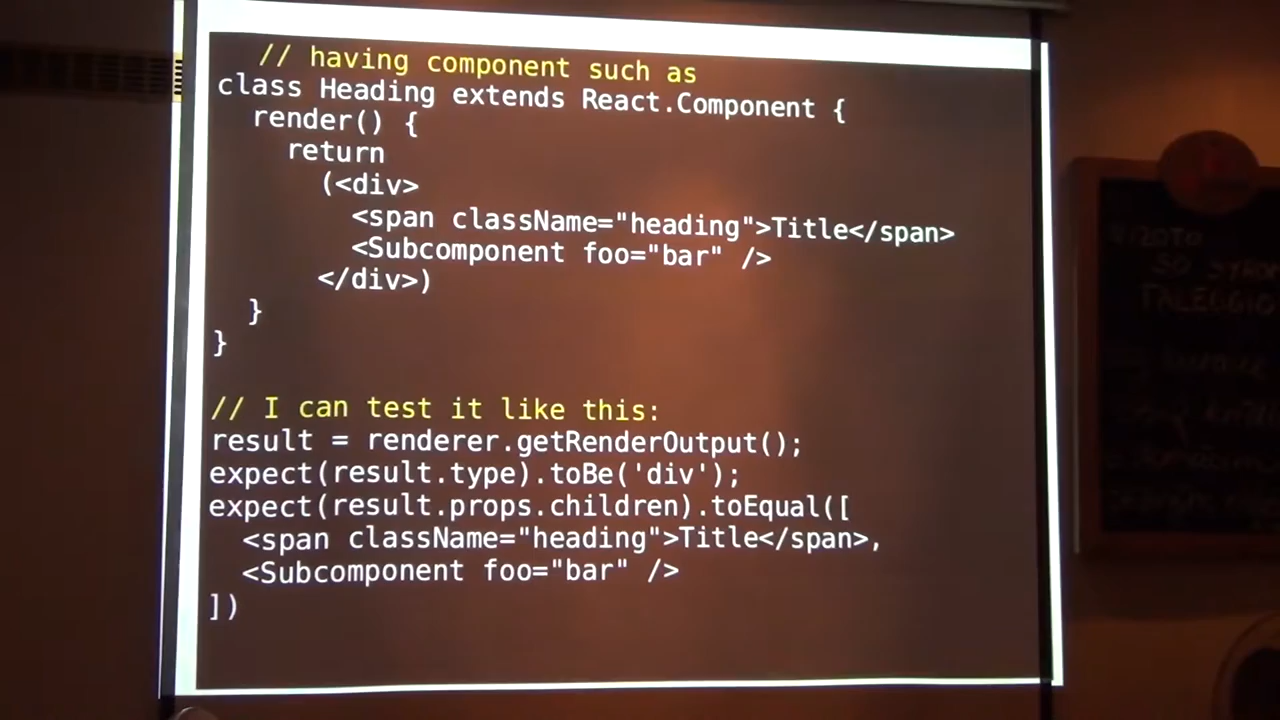 // having component such as
class Heading extends React.Component {
render() {
return
(<div>
<span className="heading">Title</span>
<Subcomponent foo="bar" />
</div>)
}
}
// I can test it like this:
result = renderer.getRenderOutput();
expect(result.type).toBe('div');
expect(result.props.children).toEqual([
<span className="heading">Title</span>,
<Subcomponent foo="bar" />
])
TALEGGIO